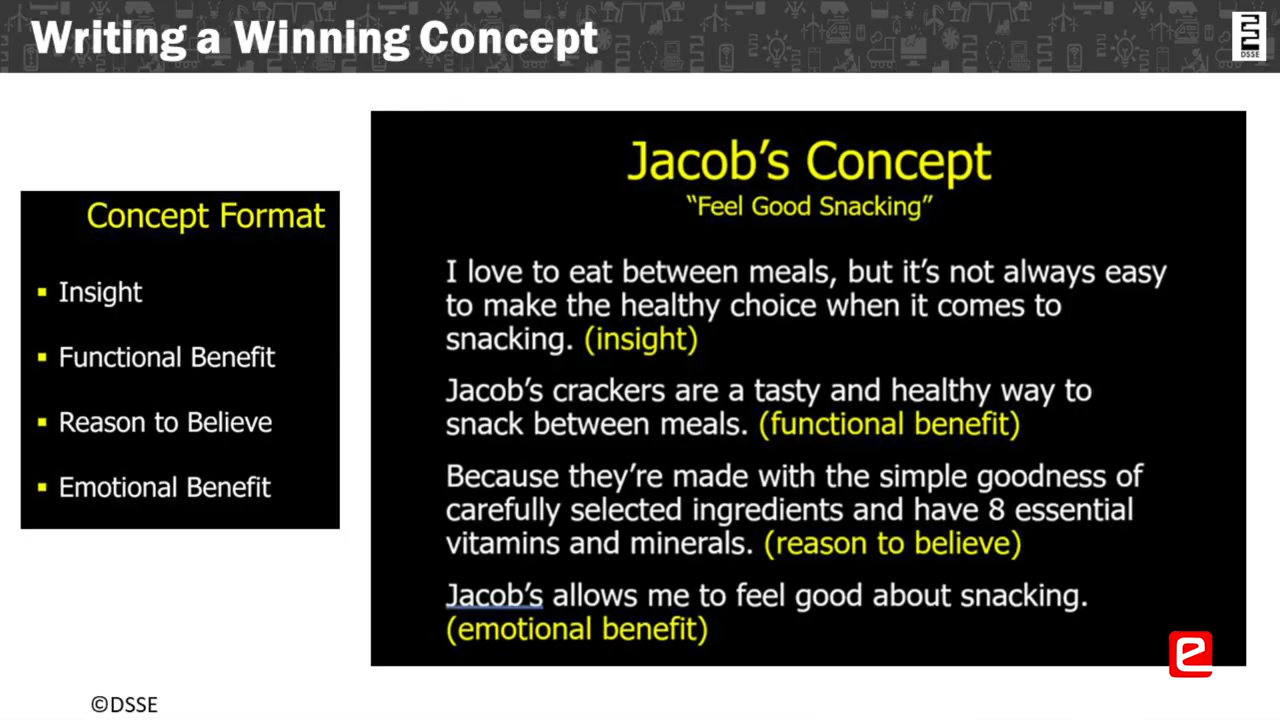 Writing a Winning Concept
DSSE
Concept Format
Insight
Functional Benefit
Reason to Believe
Emotional Benefit
Jacob's Concept
“Feel Good Snacking”
I love to eat between meals, but it's not always easy
to make the healthy choice when it comes to
snacking. (insight)
Jacob's crackers are a tasty and healthy way to
snack between meals. (functional benefit)
Because they're made with the simple goodness of
carefully selected ingredients and have 8 essential
vitamins and minerals. (reason to believe)
Jacob's allows me to feel good about snacking.
(emotional benefit)
e
©DSSE